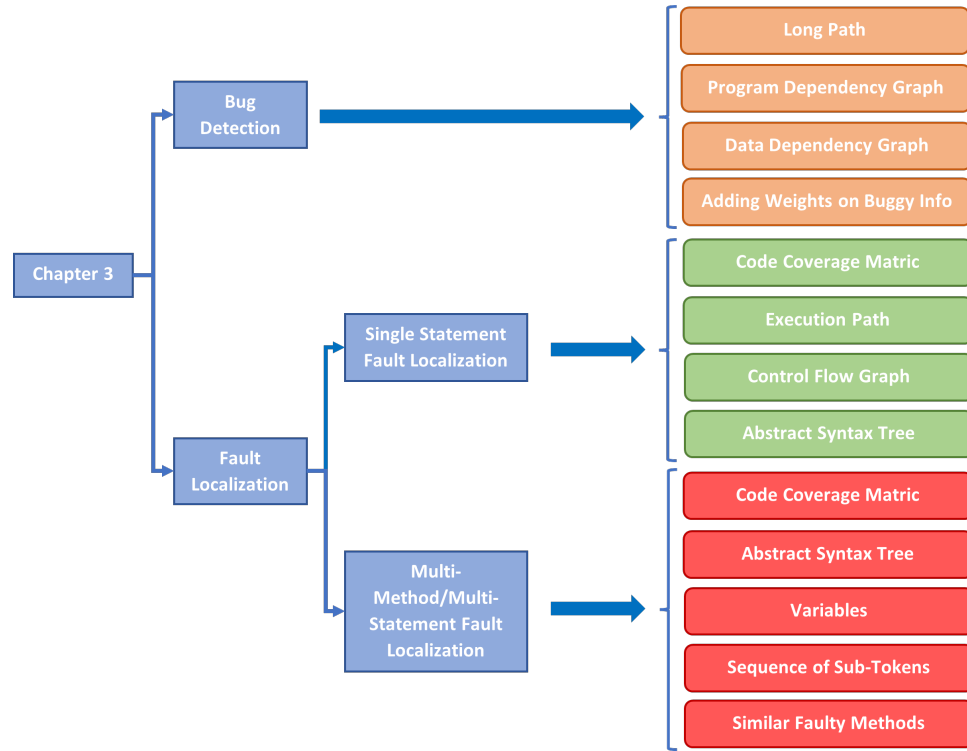 Chapter 3
Bug
Detection
Long Path
Program Dependency Graph
Data Dependency Graph
Adding Weights on Buggy Info
Fault
Localization
Single Statement
Fault Localization
Code Coverage Matric
Execution Path
Control Flow Graph
Abstract Syntax Tree
Multi-
Method/Multi-
Statement Fault
Localization
Code Coverage Matric
Abstract Syntax Tree
Variables
Sequence of Sub-Tokens
Similar Faulty Methods